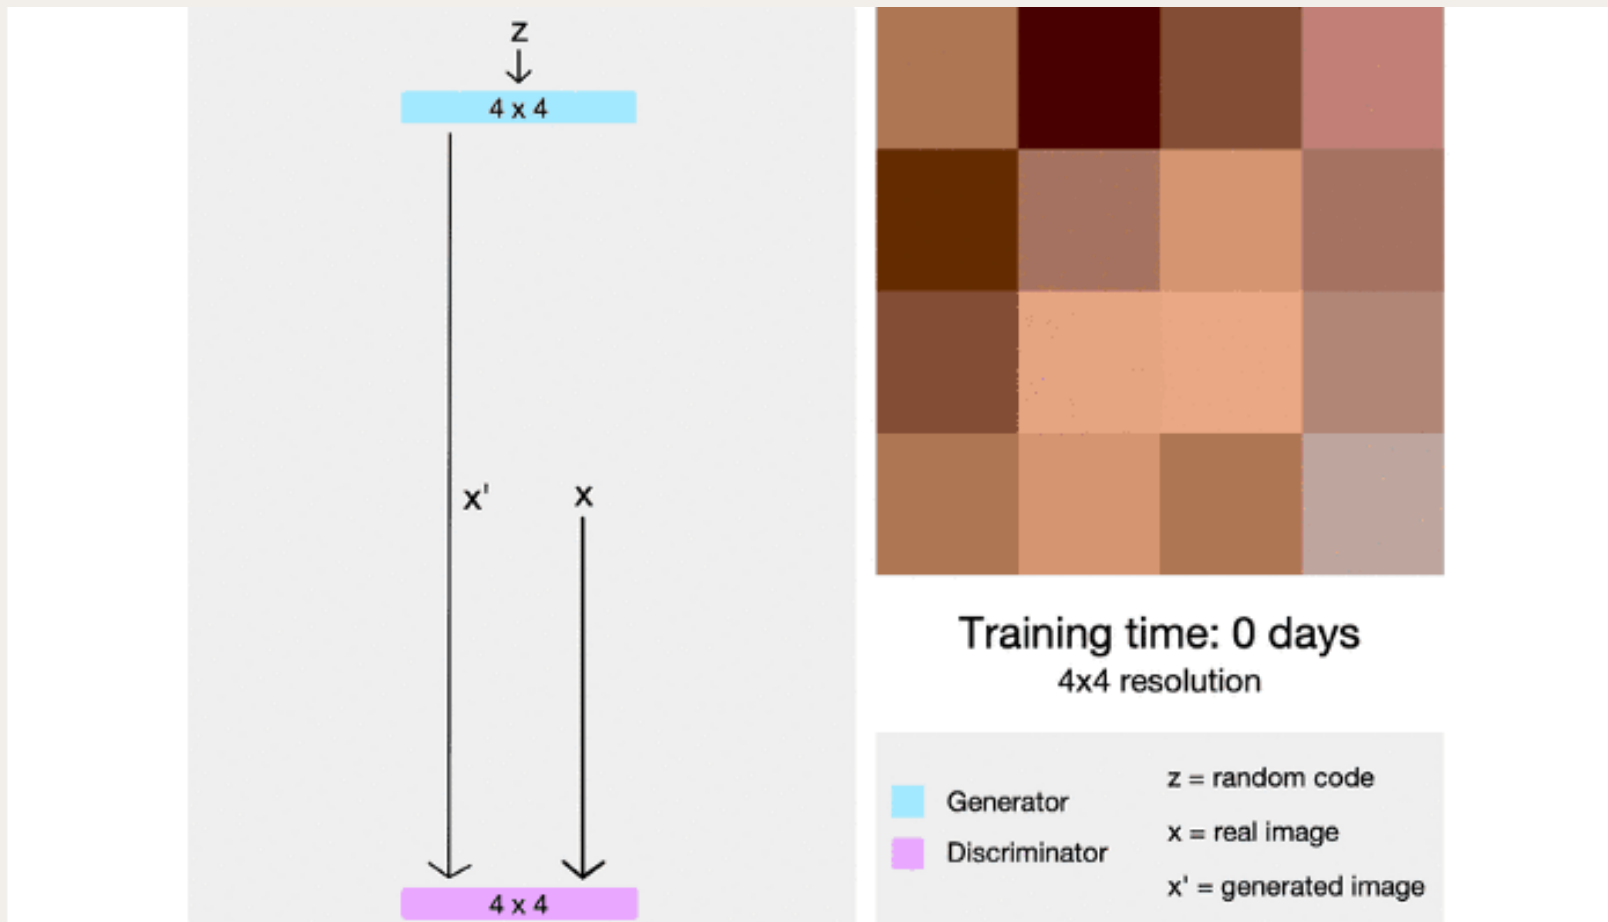 z
4 x 4
x'
x
4 x 4
Training time: 0 days
4x4 resolution
Generator
Discriminator
z = random code
x = real image
x' = generated image